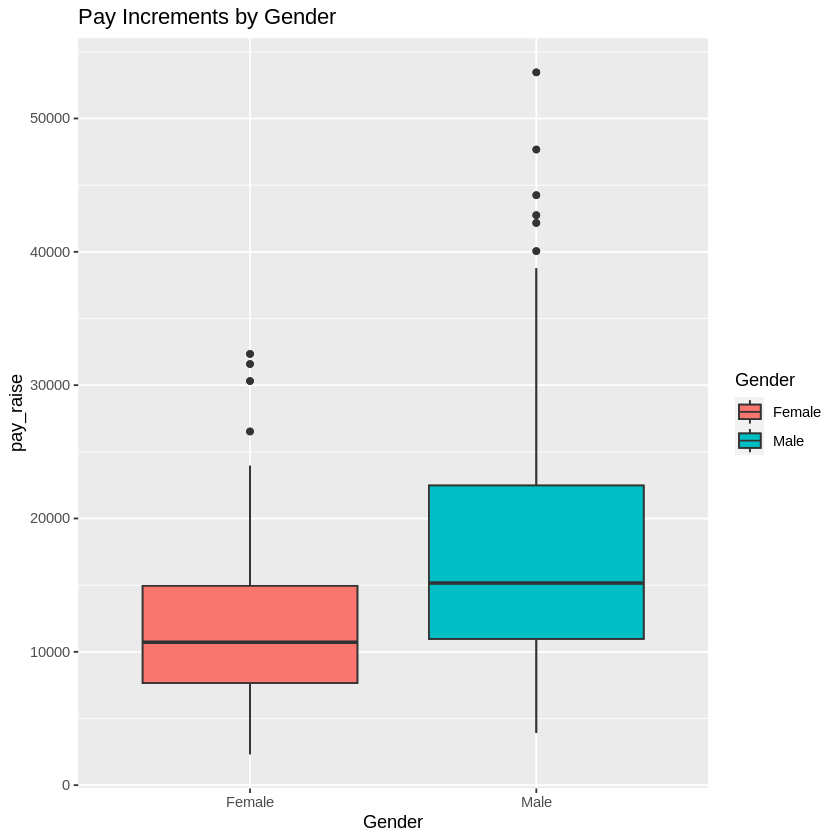 Pay Increments by Gender
pay_raise
50000
40000
30000
20000
10000
0
Female
Male
Gender
Gender
Female
Male